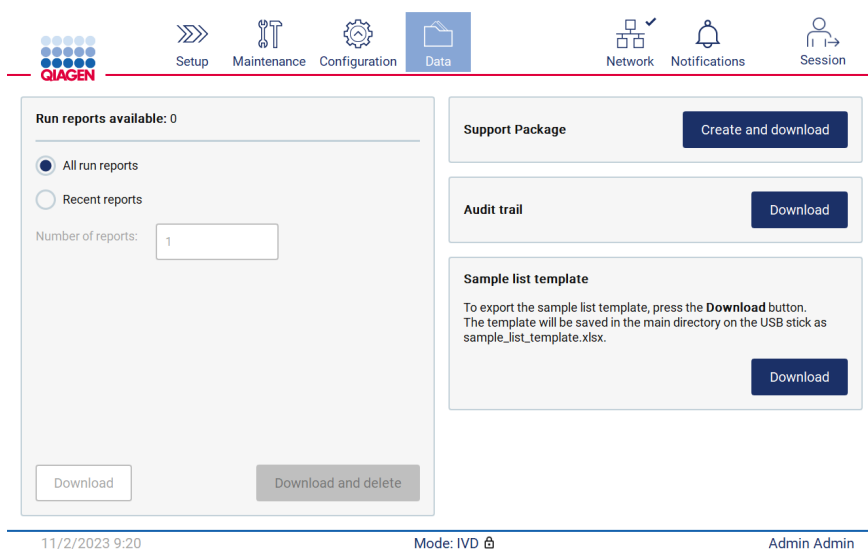 QIAGEN
Setup
Maintenance
Configuration
Data
Network
Notifications
Session
Run reports available: 0
All run reports
Recent reports
Number of reports:
1
Download
Download and delete
Support Package
Create and download
Audit trail
Download
Sample list template
To export the sample list template, press the Download button.
The template will be saved in the main directory on the USB stick as
sample_list_template.xlsx.
Download
11/2/2023 9:20
Mode: IVD
Admin Admin